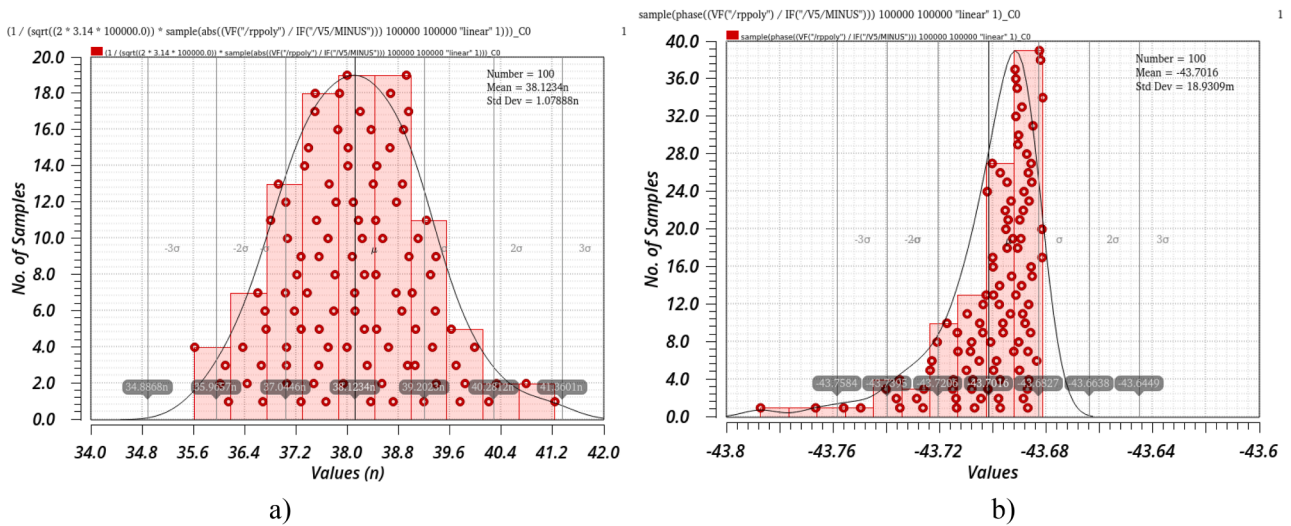 (1 / (sqrt((2 * 3.14 * 100000.0)) * sample(abs((VF("/rppoly") / IF("/V5/MINUS"))) 100000 100000 "linear" 1)))_C0 1
(1 / (sqrt((2 * 3.14 * 100000.0)) * sample(abs((VF("/rppoly") / IF("/V5/MINUS"))) 100000 100000 "linear" 1)))_C0
Number = 100
Mean = 38.1234n
Std Dev = 1.07888n
No. of Samples
20.0
18.0
16.0
14.0
12.0
10.0
8.0
6.0
4.0
2.0
0.0
-3σ -2σ -σ μ σ 2σ 3σ
34.8868n 35.9657n 37.0446n 38.1234n 39.2023n 40.2812n 41.3601n
34.0 34.8 35.6 36.4 37.2 38.0 38.8 39.6 40.4 41.2 42.0
Values (n)
a)
sample(phase((VF("/rppoly") / IF("/V5/MINUS"))) 100000 100000 "linear" 1)_C0 1
sample(phase((VF("/rppoly") / IF("/V5/MINUS"))) 100000 100000 "linear" 1)_C0
Number = 100
Mean = -43.7016
Std Dev = 18.9309m
No. of Samples
40.0
36.0
32.0
28.0
24.0
20.0
16.0
12.0
8.0
4.0
0.0
-3σ -2σ σ 2σ 3σ
-43.7584 -43.7395 -43.7206 -43.7016 -43.6827 -43.6638 -43.6449
-43.8 -43.76 -43.72 -43.68 -43.64 -43.6
Values
b)